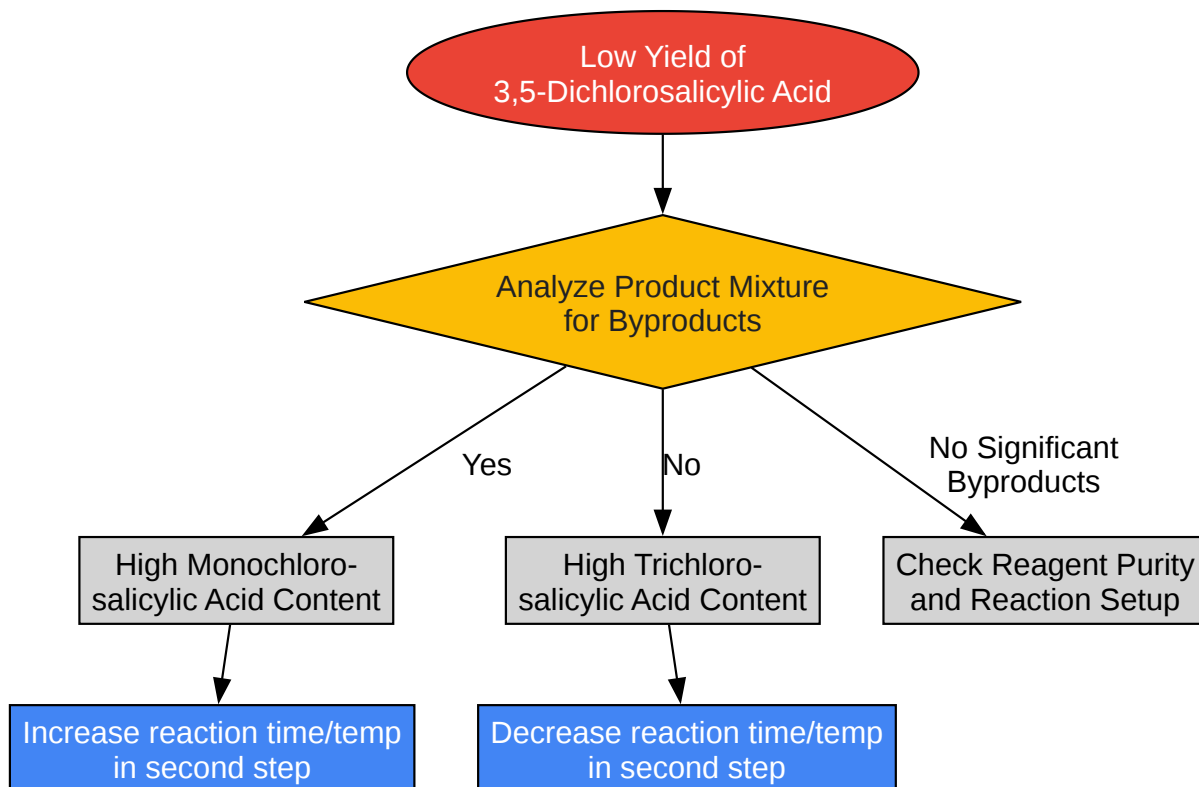 Low Yield of
3,5-Dichlorosalicylic Acid
Analyze Product Mixture
for Byproducts
Yes
No
No Significant
Byproducts
High Monochloro-
salicylic Acid Content
High Trichloro-
salicylic Acid Content
Check Reagent Purity
and Reaction Setup
Increase reaction time/temp
in second step
Decrease reaction time/temp
in second step